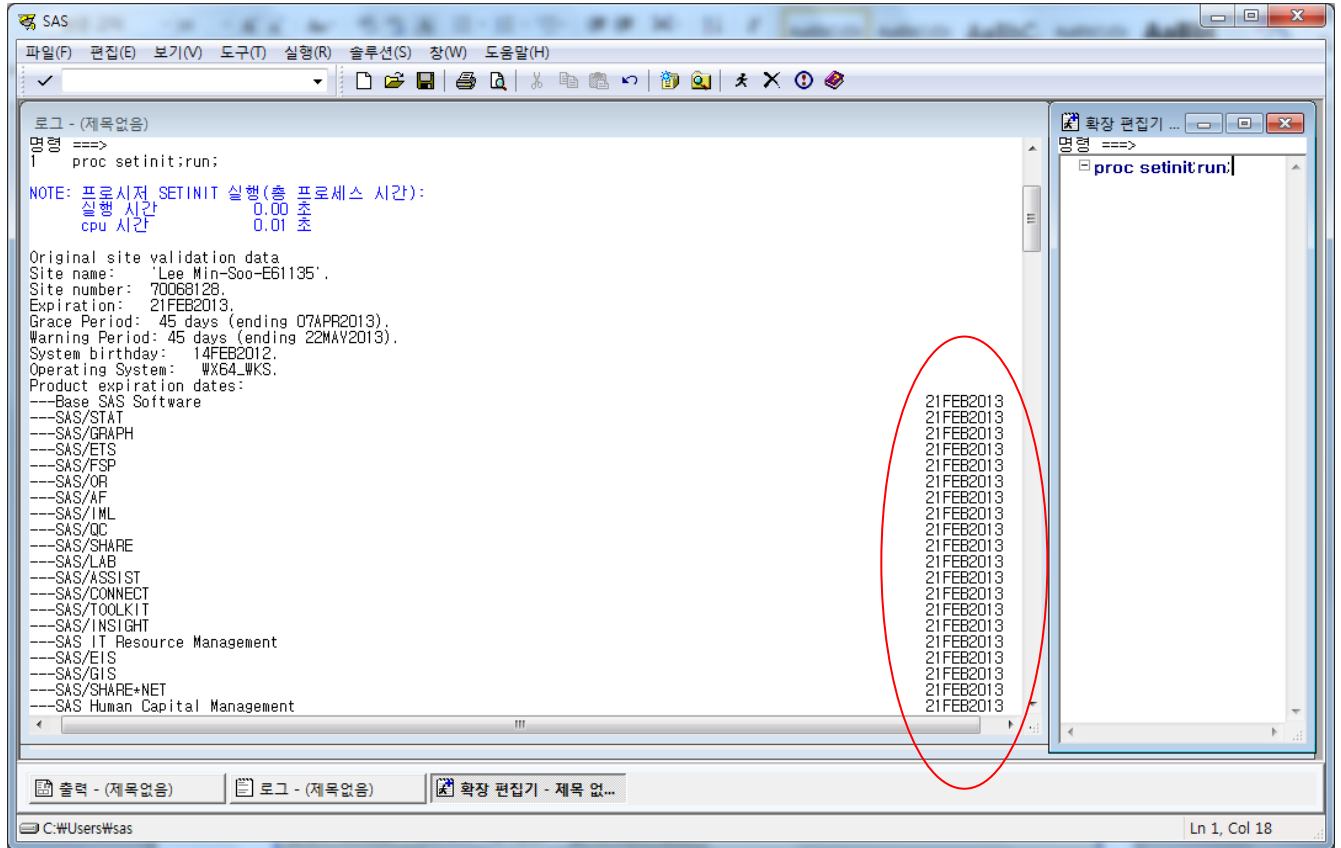 SAS
파일(F) 편집(E) 보기(V) 도구(T) 실행(R) 솔루션(S) 창(W) 도움말(H)
로그 - (제목없음)
명령 ===>
1 proc setinit;run;
NOTE: 프로시저 SETINIT 실행(총 프로세스 시간):
실행 시간 0.00 초
cpu 시간 0.01 초
Original site validation data
Site name: 'Lee Min-Soo-E61135'.
Site number: 70068128.
Expiration: 21FEB2013.
Grace Period: 45 days (ending 07APR2013).
Warning Period: 45 days (ending 22MAY2013).
System birthday: 14FEB2012.
Operating System: WX64_WKS.
Product expiration dates:
---Base SAS Software 21FEB2013
---SAS/STAT 21FEB2013
---SAS/GRAPH 21FEB2013
---SAS/ETS 21FEB2013
---SAS/FSP 21FEB2013
---SAS/OR 21FEB2013
---SAS/AF 21FEB2013
---SAS/IML 21FEB2013
---SAS/QC 21FEB2013
---SAS/SHARE 21FEB2013
---SAS/LAB 21FEB2013
---SAS/ASSIST 21FEB2013
---SAS/CONNECT 21FEB2013
---SAS/TOOLKIT 21FEB2013
---SAS/INSIGHT 21FEB2013
---SAS IT Resource Management 21FEB2013
---SAS/EIS 21FEB2013
---SAS/GIS 21FEB2013
---SAS/SHARE*NET 21FEB2013
---SAS Human Capital Management 21FEB2013
확장 편집기 ...
명령 ===>
proc setinit;run;
출력 - (제목없음) 로그 - (제목없음) 확장 편집기 - 제목 없...
C:₩Users₩sas Ln 1, Col 18